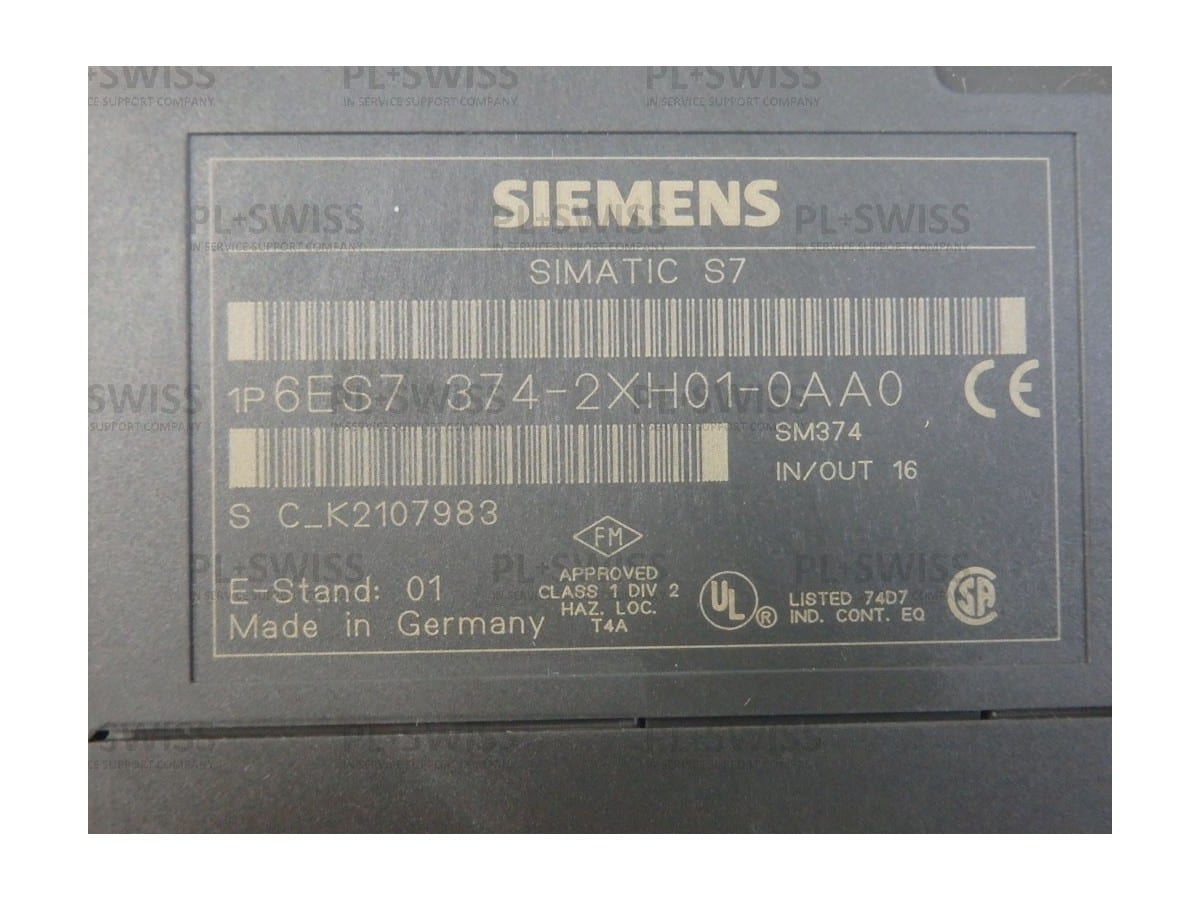 PL+SWISS
IN SERVICE SUPPORT COMPANY
SIEMENS
SIMATIC S7
1P 6ES7 374-2XH01-0AA0
CE
SM374
IN/OUT 16
S C_K2107983
FM
APPROVED
CLASS 1 DIV 2
HAZ. LOC.
T4A
E-Stand: 01
Made in Germany
UL ®
LISTED 74D7
IND. CONT. EQ
SA